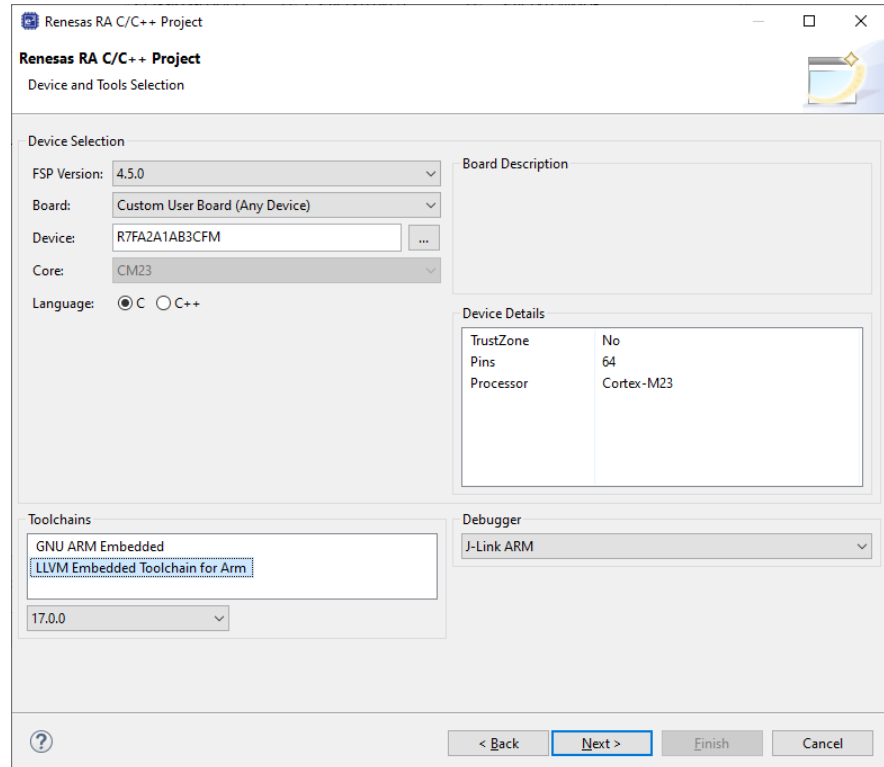 Renesas RA C/C++ Project
Renesas RA C/C++ Project
Device and Tools Selection
Device Selection
FSP Version: 4.5.0
Board: Custom User Board (Any Device)
Device: R7FA2A1AB3CFM ...
Core: CM23
Language: C C++
Board Description
Device Details
TrustZone No
Pins 64
Processor Cortex-M23
Toolchains
GNU ARM Embedded
LLVM Embedded Toolchain for Arm
17.0.0
Debugger
J-Link ARM
?
< Back Next > Finish Cancel